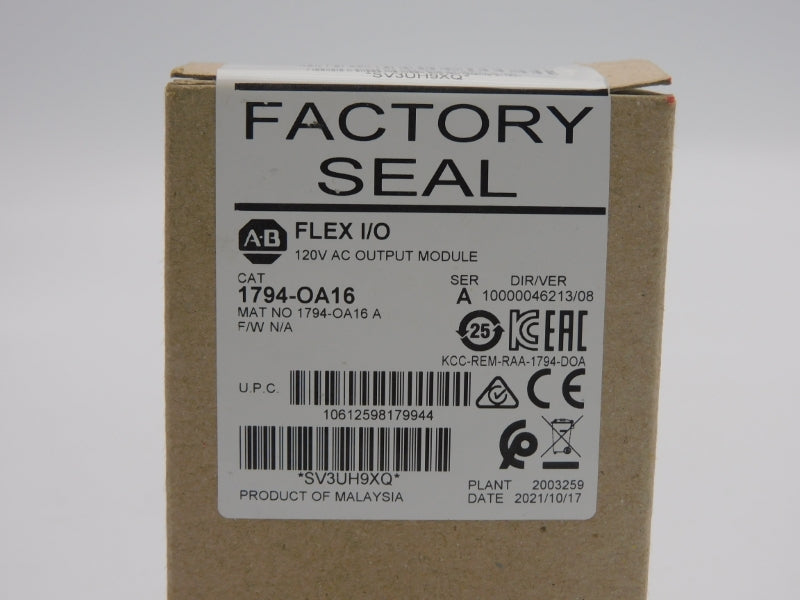 *SV3UH9XQ*
FACTORY
SEAL
A-B
FLEX I/O
120V AC OUTPUT MODULE
CAT
1794-OA16
SER
A
DIR/VER
10000046213/08
MAT NO 1794-OA16 A
F/W N/A
25
EAC
KCC-REM-RAA-1794-DOA
U.P.C.
10612598179944
CE
*SV3UH9XQ*
PRODUCT OF MALAYSIA
PLANT 2003259
DATE 2021/10/17